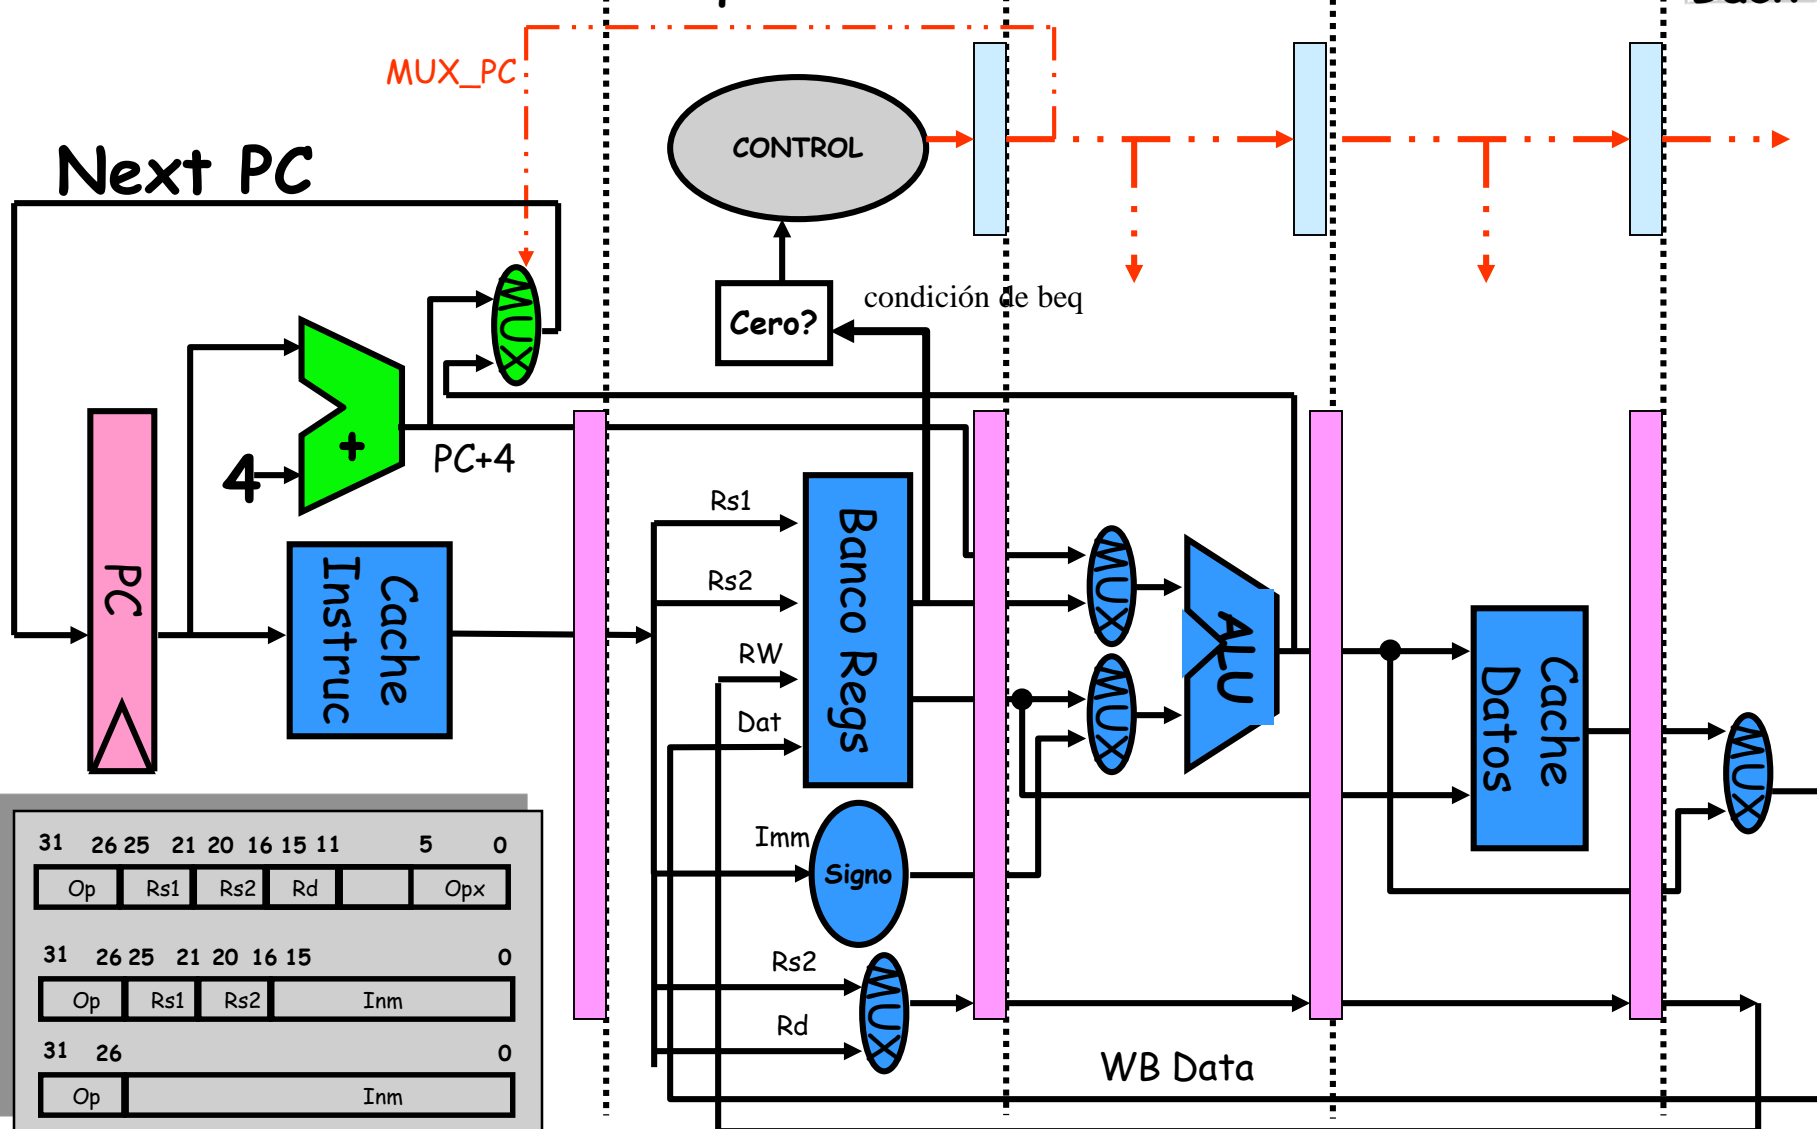 MUX_PC
CONTROL
Next PC
MUX
condición de beq
Cero?
+
4
PC+4
PC
Cache
Instruc
Rs1
Rs2
RW
Dat
Banco Regs
MUX
MUX
ALU
Cache
Datos
MUX
Imm
Signo
Rs2
Rd
MUX
WB Data
31 26 25 21 20 16 15 11 5 0
Op Rs1 Rs2 Rd Opx
31 26 25 21 20 16 15 0
Op Rs1 Rs2 Inm
31 26 0
Op Inm